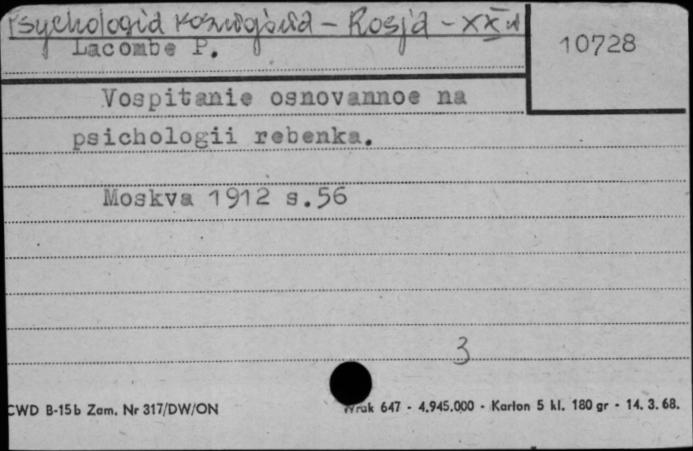 Psychologia rozwojowa - Rosja - XX w
Lacombe P.
10728
Vospitanie osnovannoe na
psichologii rebenka.
Moskva 1912 s.56
3
CWD B-15b Zam. Nr 317/DW/ON
Wruk 647 - 4.945.000 - Karton 5 kl. 180 gr - 14. 3. 68.